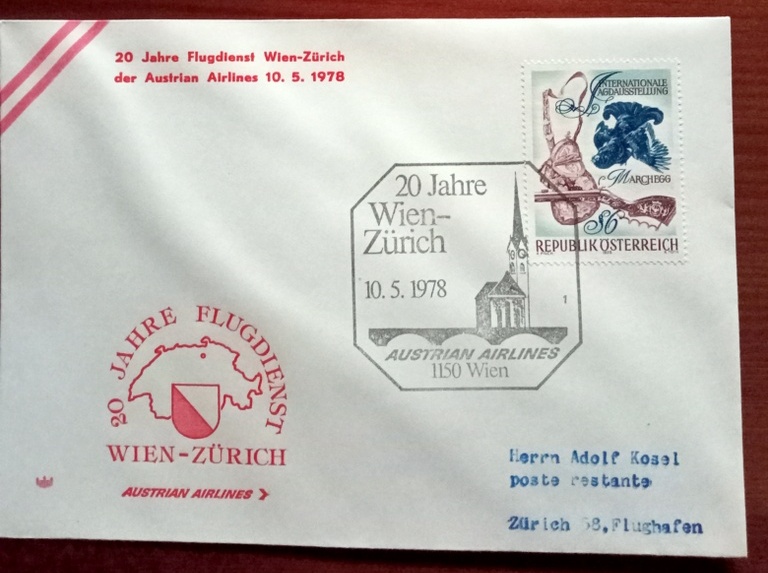 20 Jahre Flugdienst Wien-Zürich
der Austrian Airlines 10. 5. 1978
INTERNATIONALE
JAGDAUSSTELLUNG
MARCHEGG
S6
REPUBLIK ÖSTERREICH
20 Jahre
Wien-
Zürich
10. 5. 1978
1
AUSTRIAN AIRLINES
1150 Wien
20 JAHRE FLUGDIENST
WIEN-ZÜRICH
AUSTRIAN AIRLINES
Herrn Adolf Kosel
poste restante
Zürich 58, Flughafen